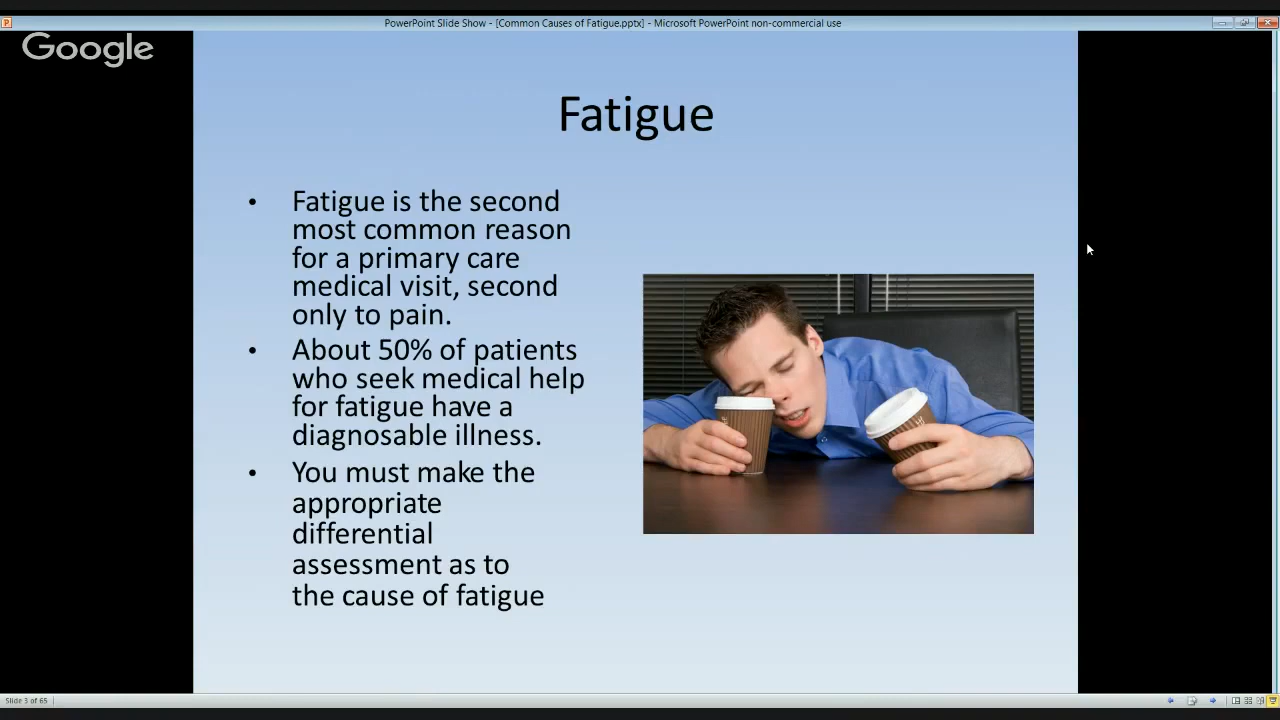 PowerPoint Slide Show - [Common Causes of Fatigue.pptx] - Microsoft PowerPoint non-commercial use
Google
Fatigue
• Fatigue is the second
most common reason
for a primary care
medical visit, second
only to pain.
• About 50% of patients
who seek medical help
for fatigue have a
diagnosable illness.
• You must make the
appropriate
differential
assessment as to
the cause of fatigue
Slide 3 of 65